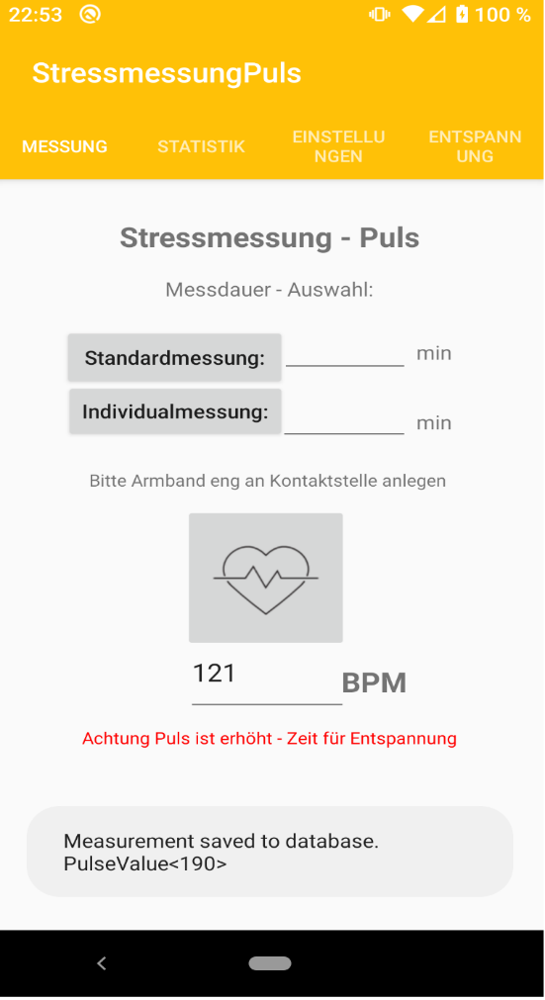 22:53 100 %
StressmessungPuls
MESSUNG STATISTIK EINSTELLU ENTSPANN
NGEN UNG
Stressmessung - Puls
Messdauer - Auswahl:
Standardmessung: min
Individualmessung: min
Bitte Armband eng an Kontaktstelle anlegen
121 BPM
Achtung Puls ist erhöht - Zeit für Entspannung
Measurement saved to database.
PulseValue<190>